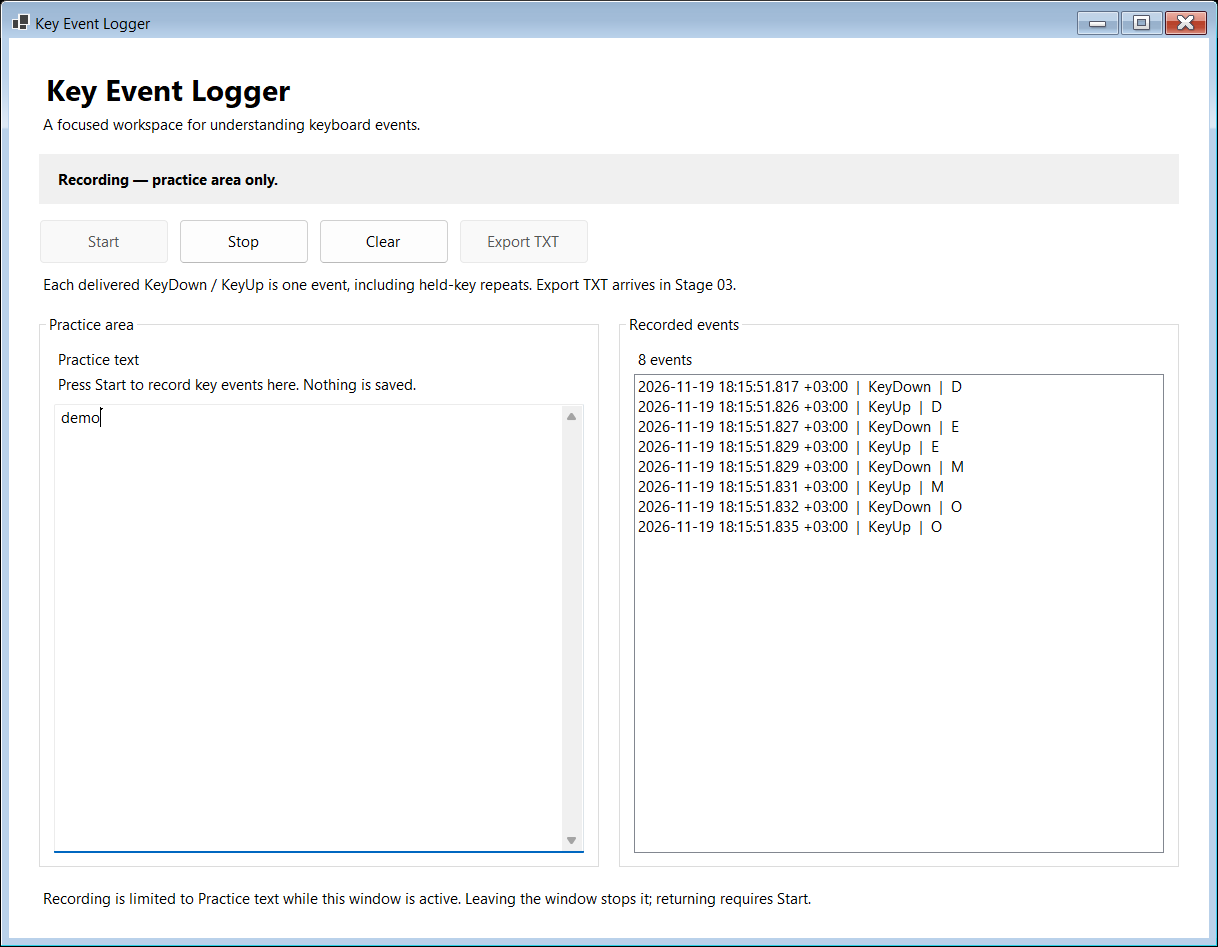 Key Event Logger
Key Event Logger
A focused workspace for understanding keyboard events.
Recording — practice area only.
Start Stop Clear Export TXT
Each delivered KeyDown / KeyUp is one event, including held-key repeats. Export TXT arrives in Stage 03.
Practice area
Practice text
Press Start to record key events here. Nothing is saved.
demo
Recorded events
8 events
2026-11-19 18:15:51.817 +03:00 | KeyDown | D
2026-11-19 18:15:51.826 +03:00 | KeyUp | D
2026-11-19 18:15:51.827 +03:00 | KeyDown | E
2026-11-19 18:15:51.829 +03:00 | KeyUp | E
2026-11-19 18:15:51.829 +03:00 | KeyDown | M
2026-11-19 18:15:51.831 +03:00 | KeyUp | M
2026-11-19 18:15:51.832 +03:00 | KeyDown | O
2026-11-19 18:15:51.835 +03:00 | KeyUp | O
Recording is limited to Practice text while this window is active. Leaving the window stops it; returning requires Start.